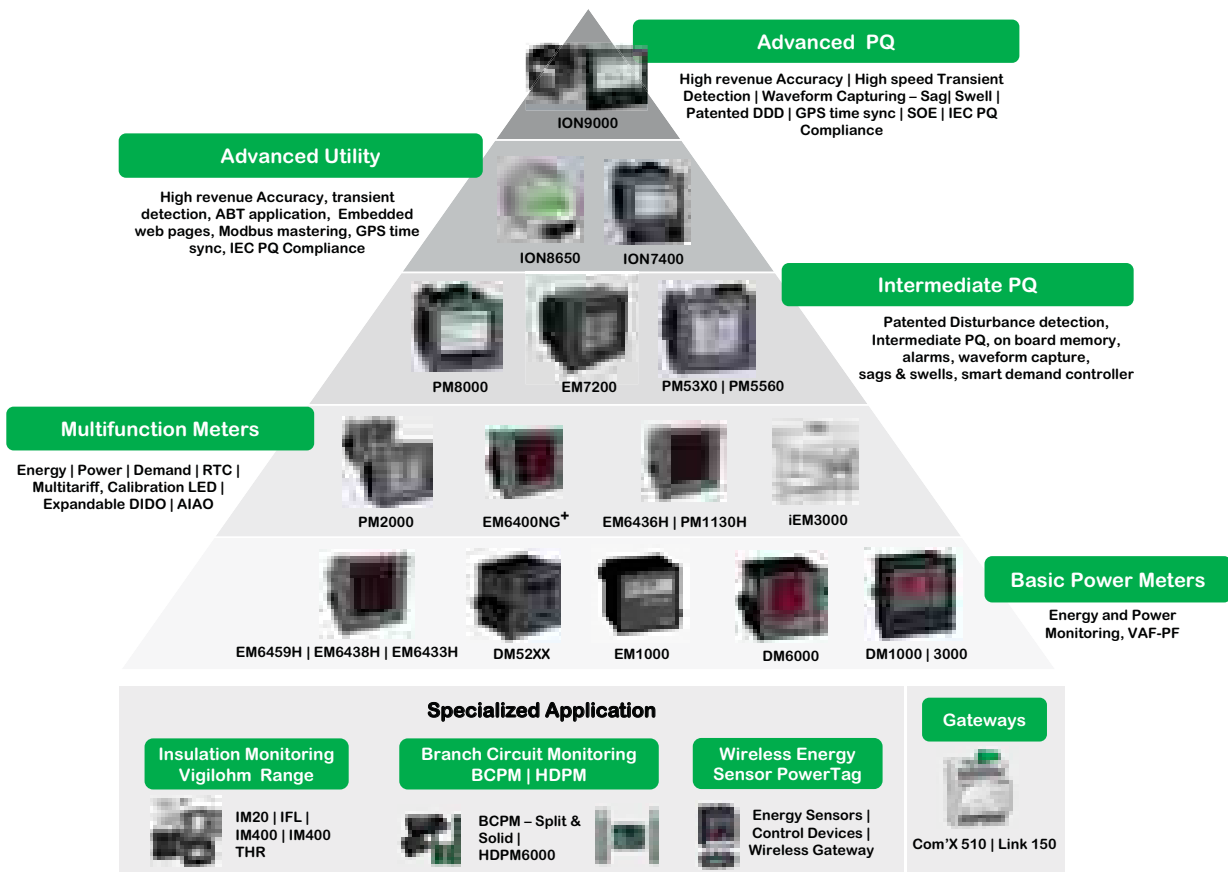 Advanced PQ
High revenue Accuracy | High speed Transient
Detection | Waveform Capturing – Sag| Swell |
Patented DDD | GPS time sync | SOE | IEC PQ
Compliance
ION9000
Advanced Utility
High revenue Accuracy, transient
detection, ABT application, Embedded
web pages, Modbus mastering, GPS time
sync, IEC PQ Compliance
ION8650
ION7400
Intermediate PQ
Patented Disturbance detection,
Intermediate PQ, on board memory,
alarms, waveform capture,
sags & swells, smart demand controller
PM8000
EM7200
PM53X0 | PM5560
Multifunction Meters
Energy | Power | Demand | RTC |
Multitariff, Calibration LED |
Expandable DIDO | AIAO
PM2000
EM6400NG+
EM6436H | PM1130H
iEM3000
Basic Power Meters
Energy and Power
Monitoring, VAF-PF
EM6459H | EM6438H | EM6433H
DM52XX
EM1000
DM6000
DM1000 | 3000
Specialized Application
Insulation Monitoring
Vigilohm Range
IM20 | IFL |
IM400 | IM400
THR
Branch Circuit Monitoring
BCPM | HDPM
BCPM – Split &
Solid |
HDPM6000
Wireless Energy
Sensor PowerTag
Energy Sensors |
Control Devices |
Wireless Gateway
Gateways
Com'X 510 | Link 150